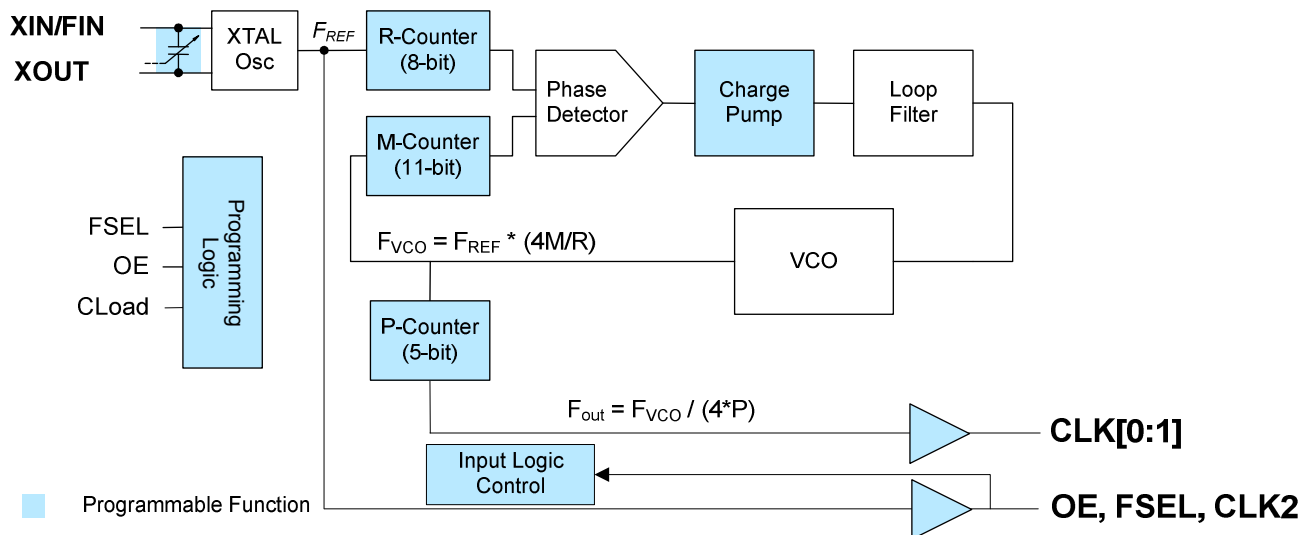 XIN/FIN
XOUT
XTAL
Osc
FREF
R-Counter
(8-bit)
M-Counter
(11-bit)
Phase
Detector
Charge
Pump
Loop
Filter
FSEL
OE
CLoad
Programming
Logic
FVCO = FREF * (4M/R)
VCO
P-Counter
(5-bit)
Fout = FVCO / (4*P)
CLK[0:1]
Input Logic
Control
OE, FSEL, CLK2
Programmable Function